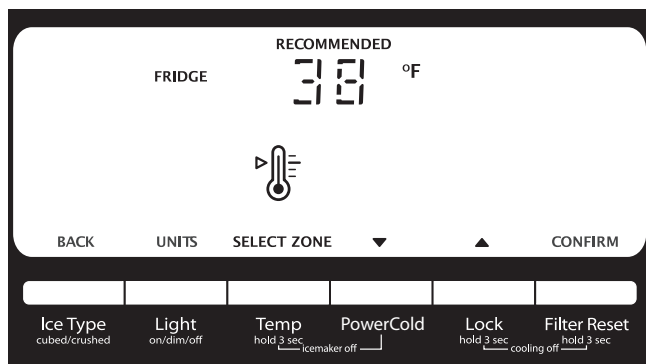 RECOMMENDED
FRIDGE 38 °F
BACK UNITS SELECT ZONE ▼ ▲ CONFIRM
Ice Type Light Temp PowerCold Lock Filter Reset
cubed/crushed on/dim/off hold 3 sec hold 3 sec hold 3 sec
icemaker off cooling off